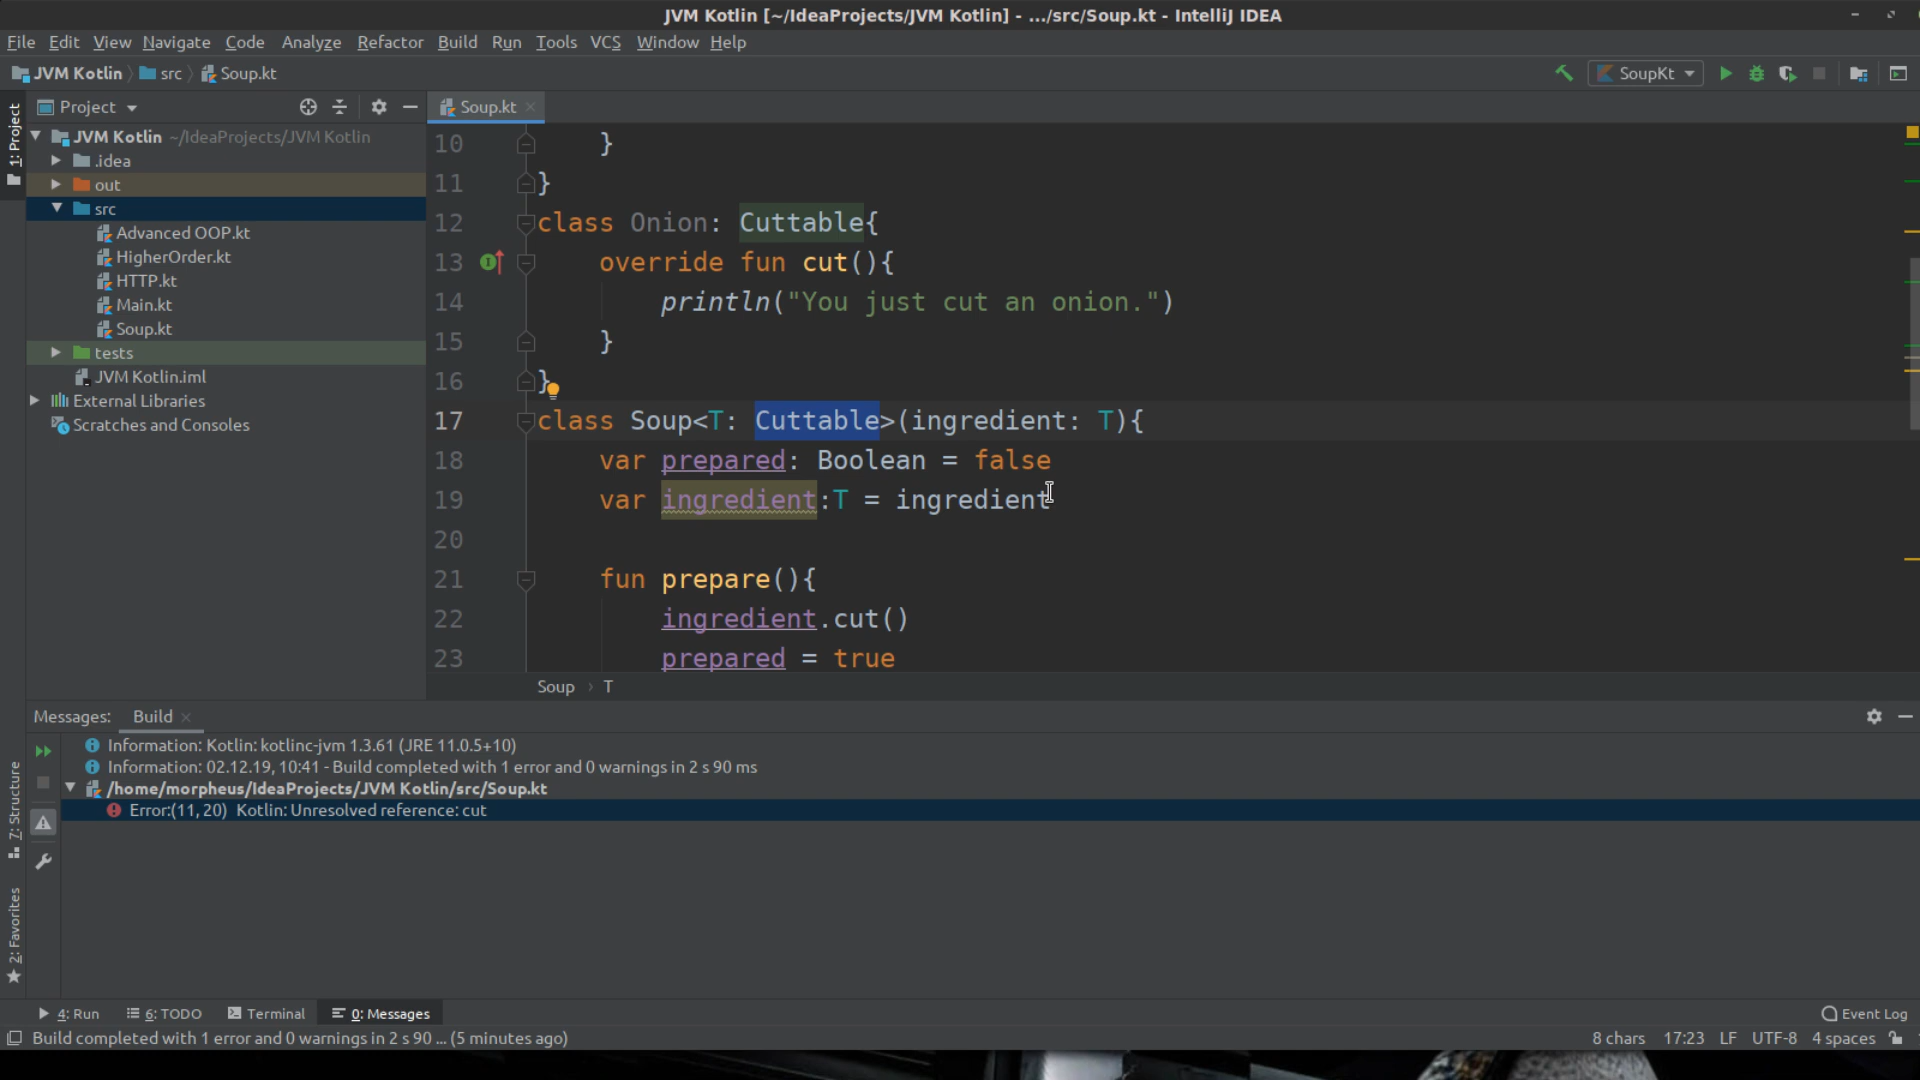 JVM Kotlin [~/IdeaProjects/JVM Kotlin] - .../src/Soup.kt - IntelliJ IDEA
File Edit View Navigate Code Analyze Refactor Build Run Tools VCS Window Help
JVM Kotlin src Soup.kt SoupKt
1: Project
Project
JVM Kotlin ~/IdeaProjects/JVM Kotlin
.idea
out
src
Advanced OOP.kt
HigherOrder.kt
HTTP.kt
Main.kt
Soup.kt
tests
JVM Kotlin.iml
External Libraries
Scratches and Consoles
Soup.kt
10 }
11 }
12 class Onion: Cuttable{
13 override fun cut(){
14 println("You just cut an onion.")
15 }
16 }
17 class Soup<T: Cuttable>(ingredient: T){
18 var prepared: Boolean = false
19 var ingredient:T = ingredient
20
21 fun prepare(){
22 ingredient.cut()
23 prepared = true
Soup › T
Messages: Build
Information: Kotlin: kotlinc-jvm 1.3.61 (JRE 11.0.5+10)
Information: 02.12.19, 10:41 - Build completed with 1 error and 0 warnings in 2 s 90 ms
/home/morpheus/IdeaProjects/JVM Kotlin/src/Soup.kt
Error:(11, 20) Kotlin: Unresolved reference: cut
7: Structure
2: Favorites
4: Run 6: TODO Terminal 0: Messages Event Log
Build completed with 1 error and 0 warnings in 2 s 90 ... (5 minutes ago) 8 chars 17:23 LF UTF-8 4 spaces